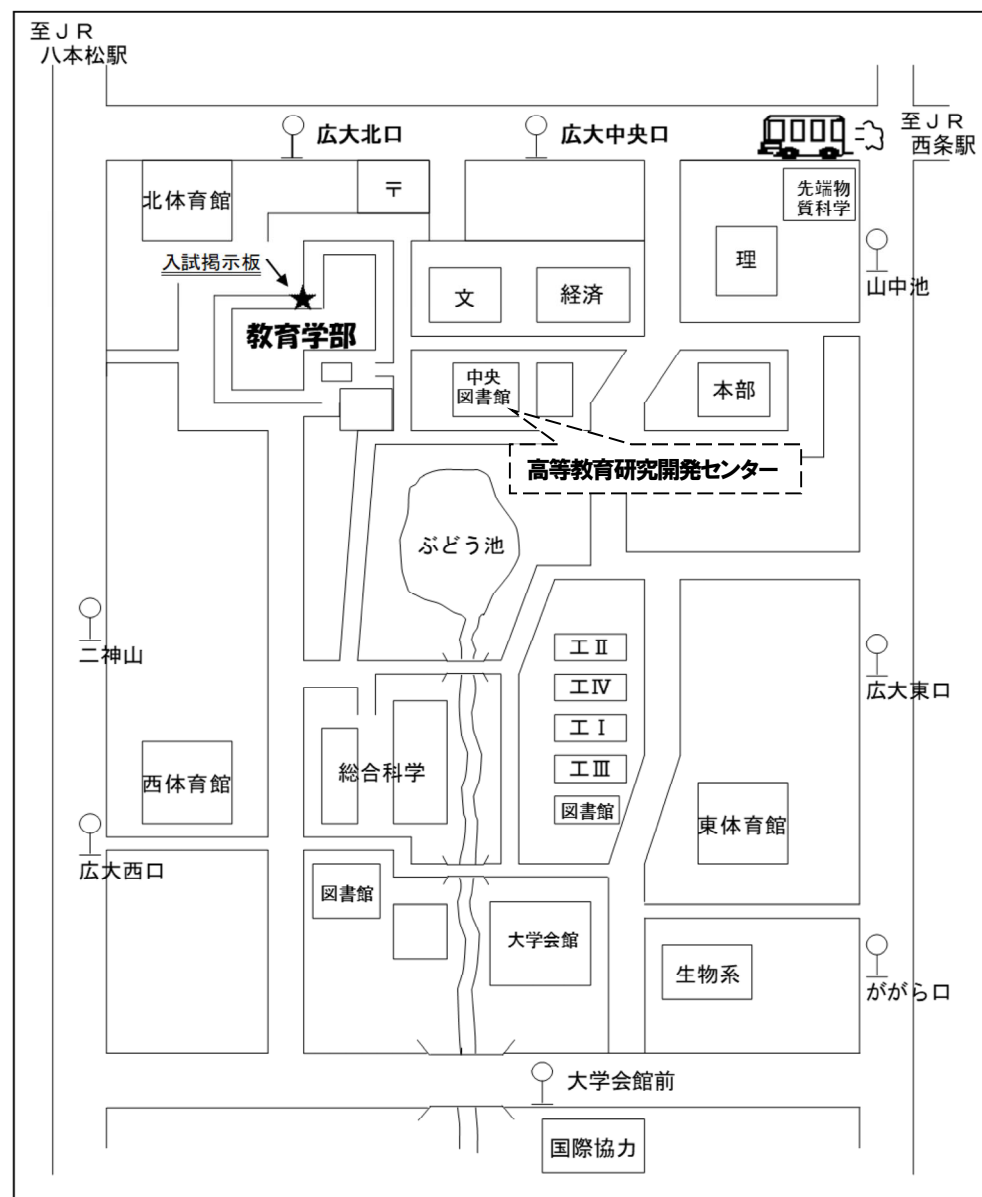 至ＪＲ
八本松駅
広大北口
広大中央口
至ＪＲ
西条駅
北体育館
〒
先端物
質科学
理
山中池
入試掲示板
★
教育学部
文
経済
中央
図書館
本部
高等教育研究開発センター
ぶどう池
二神山
工Ⅱ
工Ⅳ
工Ⅰ
工Ⅲ
図書館
広大東口
西体育館
総合科学
東体育館
広大西口
図書館
大学会館
生物系
ががら口
大学会館前
国際協力